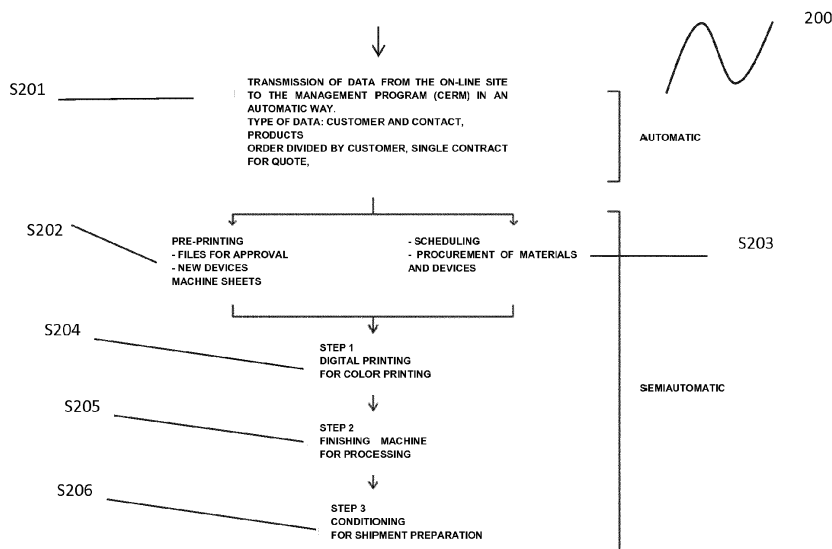 200
S201
TRANSMISSION OF DATA FROM THE ON-LINE SITE
TO THE MANAGEMENT PROGRAM (CERM) IN AN
AUTOMATIC WAY.
TYPE OF DATA: CUSTOMER AND CONTACT,
PRODUCTS
ORDER DIVIDED BY CUSTOMER, SINGLE CONTRACT
FOR QUOTE,
AUTOMATIC
S202
PRE-PRINTING
- FILES FOR APPROVAL
- NEW DEVICES
MACHINE SHEETS
- SCHEDULING
- PROCUREMENT OF MATERIALS
AND DEVICES
S203
S204
STEP 1
DIGITAL PRINTING
FOR COLOR PRINTING
SEMIAUTOMATIC
S205
STEP 2
FINISHING MACHINE
FOR PROCESSING
S206
STEP 3
CONDITIONING
FOR SHIPMENT PREPARATION